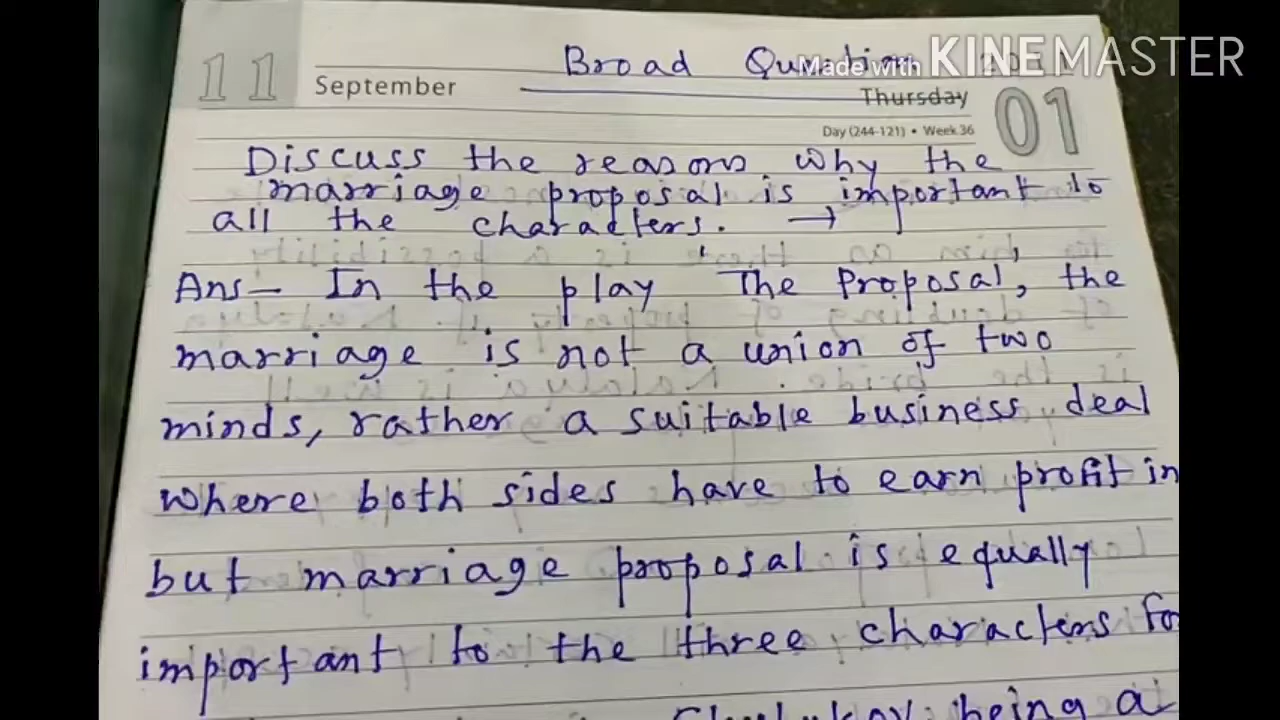 Made with KINEMASTER
Broad Question
11 September
Thursday 01
Day (244-121) • Week 36
Discuss the reasons why the
marriage proposal is important to
all the characters. →
Ans— In the play The Proposal, the
marriage is not a union of two
minds, rather a suitable business deal
where both sides have to earn profit in
but marriage proposal is equally
important to the three characters fo
being at